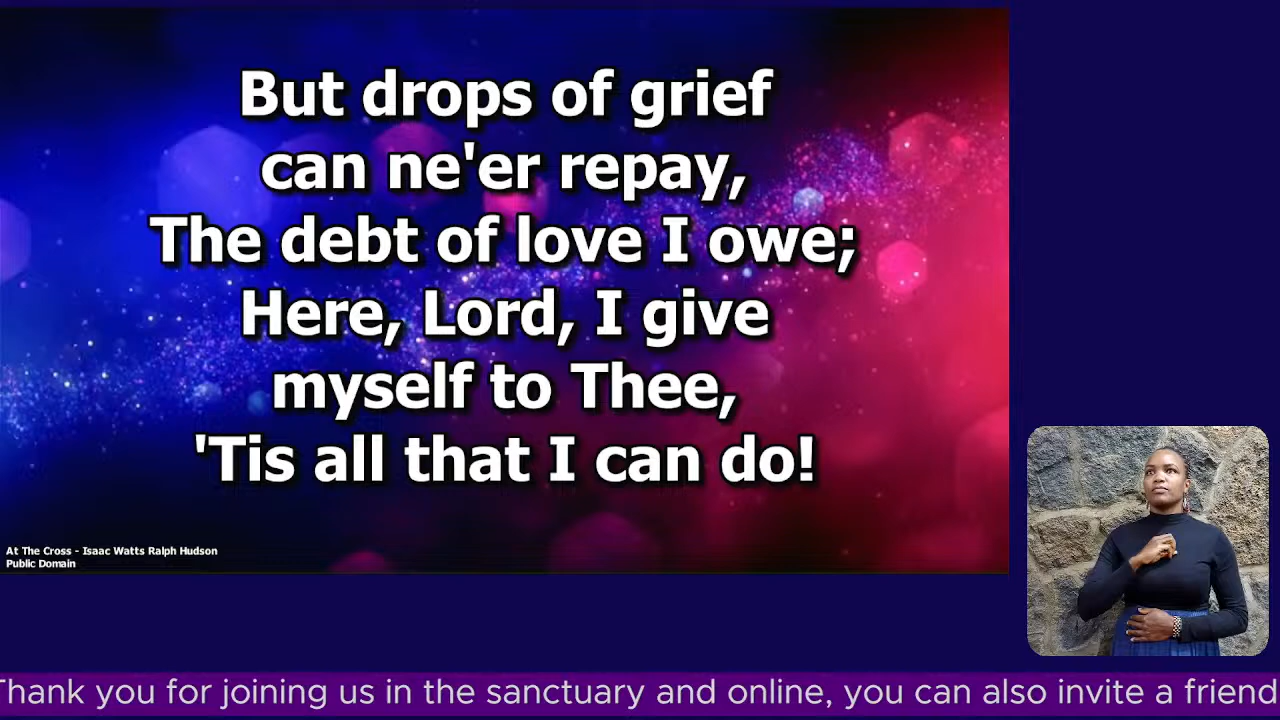 But drops of grief
can ne'er repay,
The debt of love I owe;
Here, Lord, I give
myself to Thee,
'Tis all that I can do!
At The Cross - Isaac Watts Ralph Hudson
Public Domain
Thank you for joining us in the sanctuary and online, you can also invite a friend